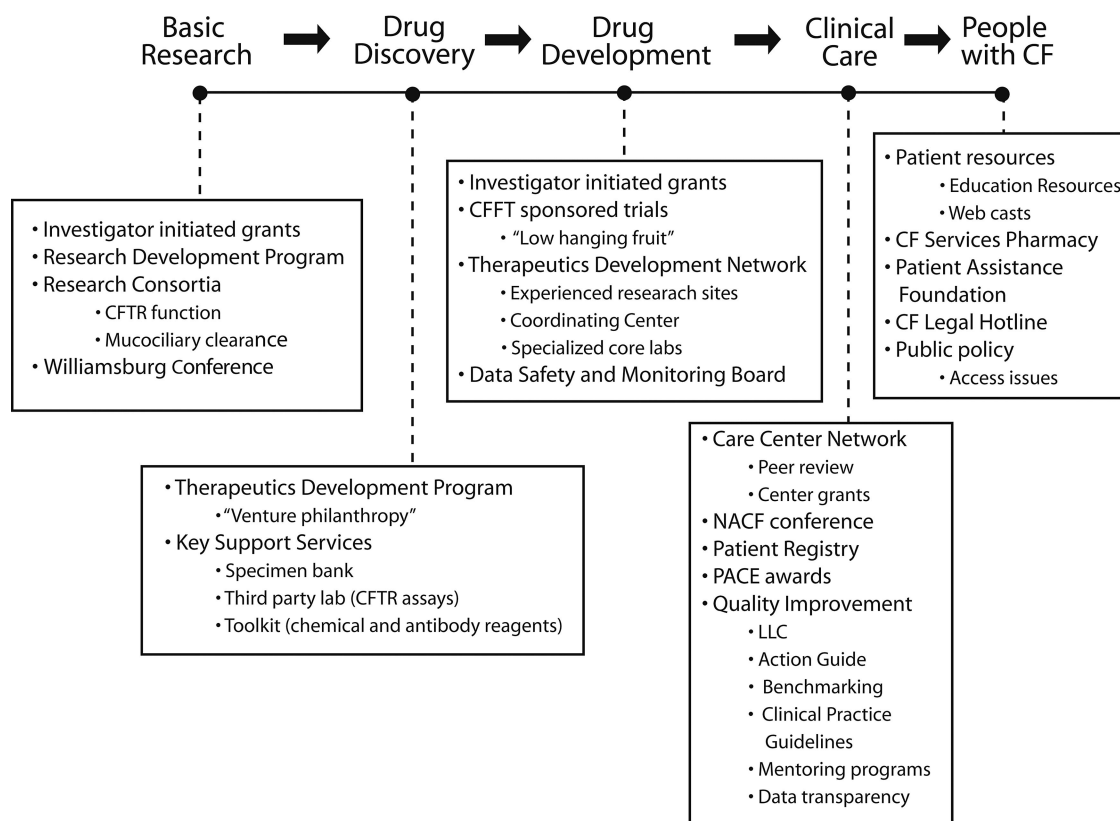 Basic
Research
Drug
Discovery
Drug
Development
Clinical
Care
People
with CF
• Investigator initiated grants
• Research Development Program
• Research Consortia
• CFTR function
• Mucociliary clearance
• Williamsburg Conference
• Therapeutics Development Program
• “Venture philanthropy”
• Key Support Services
• Specimen bank
• Third party lab (CFTR assays)
• Toolkit (chemical and antibody reagents)
• Investigator initiated grants
• CFFT sponsored trials
• “Low hanging fruit”
• Therapeutics Development Network
• Experienced researach sites
• Coordinating Center
• Specialized core labs
• Data Safety and Monitoring Board
• Care Center Network
• Peer review
• Center grants
• NACF conference
• Patient Registry
• PACE awards
• Quality Improvement
• LLC
• Action Guide
• Benchmarking
• Clinical Practice
Guidelines
• Mentoring programs
• Data transparency
• Patient resources
• Education Resources
• Web casts
• CF Services Pharmacy
• Patient Assistance
Foundation
• CF Legal Hotline
• Public policy
• Access issues